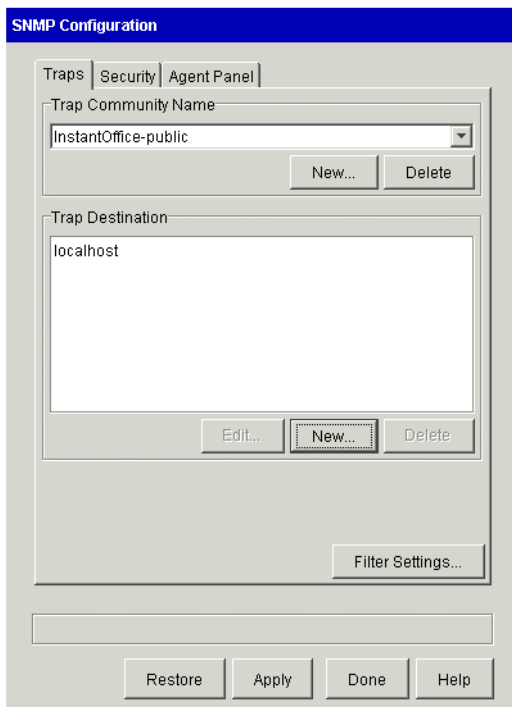 SNMP Configuration
Traps Security Agent Panel
Trap Community Name
InstantOffice-public
New... Delete
Trap Destination
localhost
Edit... New... Delete
Filter Settings...
Restore Apply Done Help